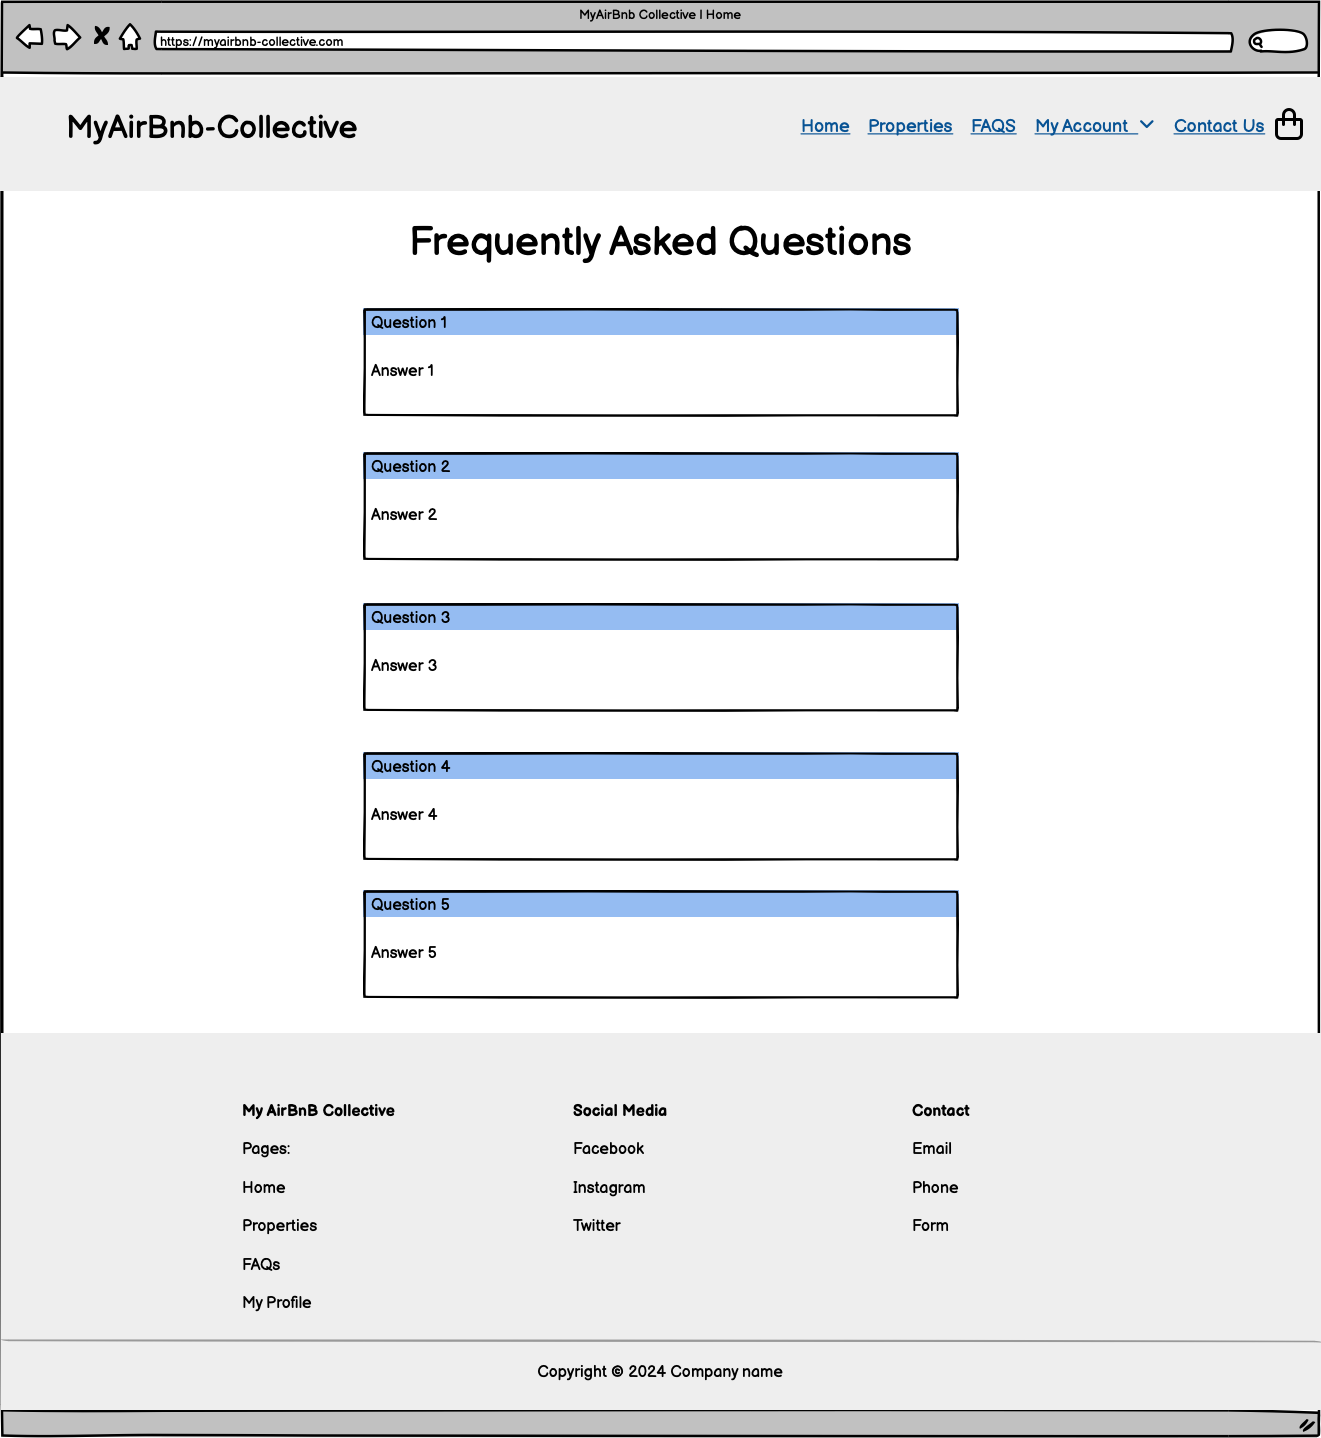 MyAirBnb Collective | Home
https://myairbnb-collective.com
MyAirBnb-Collective
Home Properties FAQS My Account Contact Us
Frequently Asked Questions
Question 1
Answer 1
Question 2
Answer 2
Question 3
Answer 3
Question 4
Answer 4
Question 5
Answer 5
My AirBnB Collective
Pages:
Home
Properties
FAQs
My Profile
Social Media
Facebook
Instagram
Twitter
Contact
Email
Phone
Form
Copyright © 2024 Company name